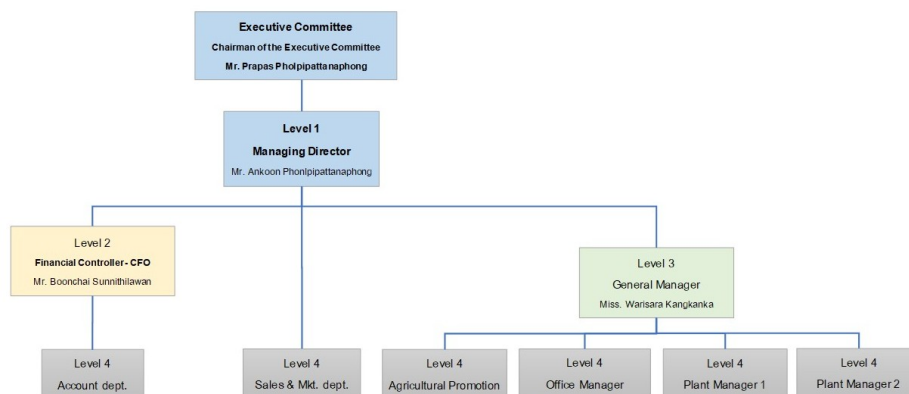 Executive Committee
Chairman of the Executive Committee
Mr. Prapas Pholpipattanaphong
Level 1
Managing Director
Mr. Ankoon Phonlpipattanaphong
Level 2
Financial Controller- CFO
Mr. Boonchai Sunnithilawan
Level 3
General Manager
Miss. Warisara Kangkanka
Level 4
Account dept.
Level 4
Sales & Mkt. dept.
Level 4
Agricultural Promotion
Level 4
Office Manager
Level 4
Plant Manager 1
Level 4
Plant Manager 2